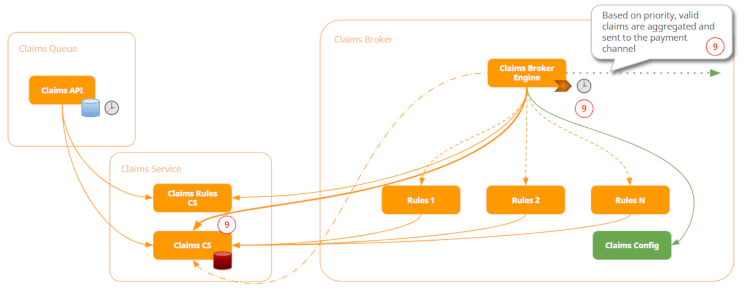 Based on priority, valid
claims are aggregated and
sent to the payment
channel
9
Claims Queue
Claims Broker
Claims API
Claims Broker
Engine
9
Claims Service
Claims Rules
CS
9
Claims CS
Rules 1
Rules 2
Rules N
Claims Config